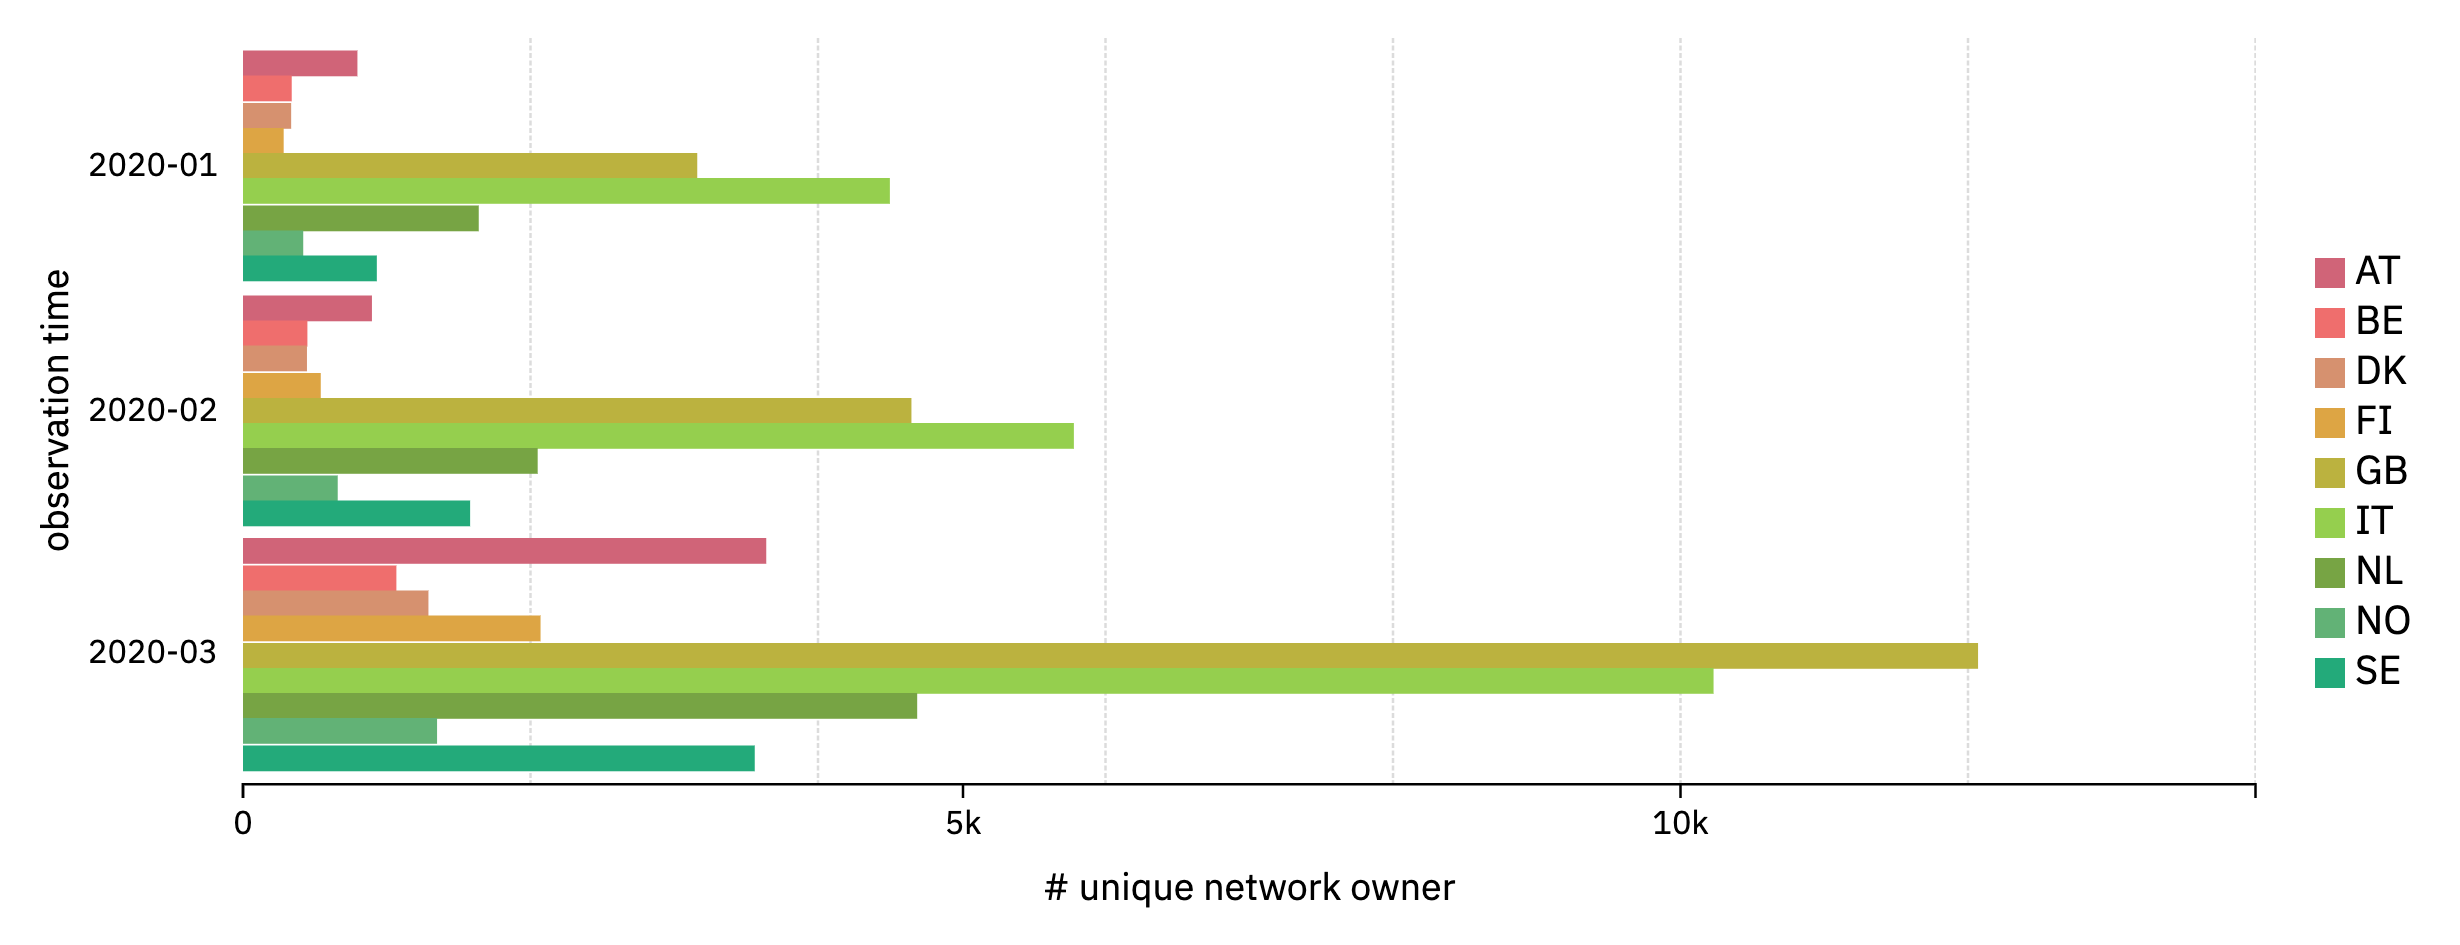 observation time
2020-01
2020-02
2020-03
0
5k
10k
# unique network owner
AT
BE
DK
FI
GB
IT
NL
NO
SE